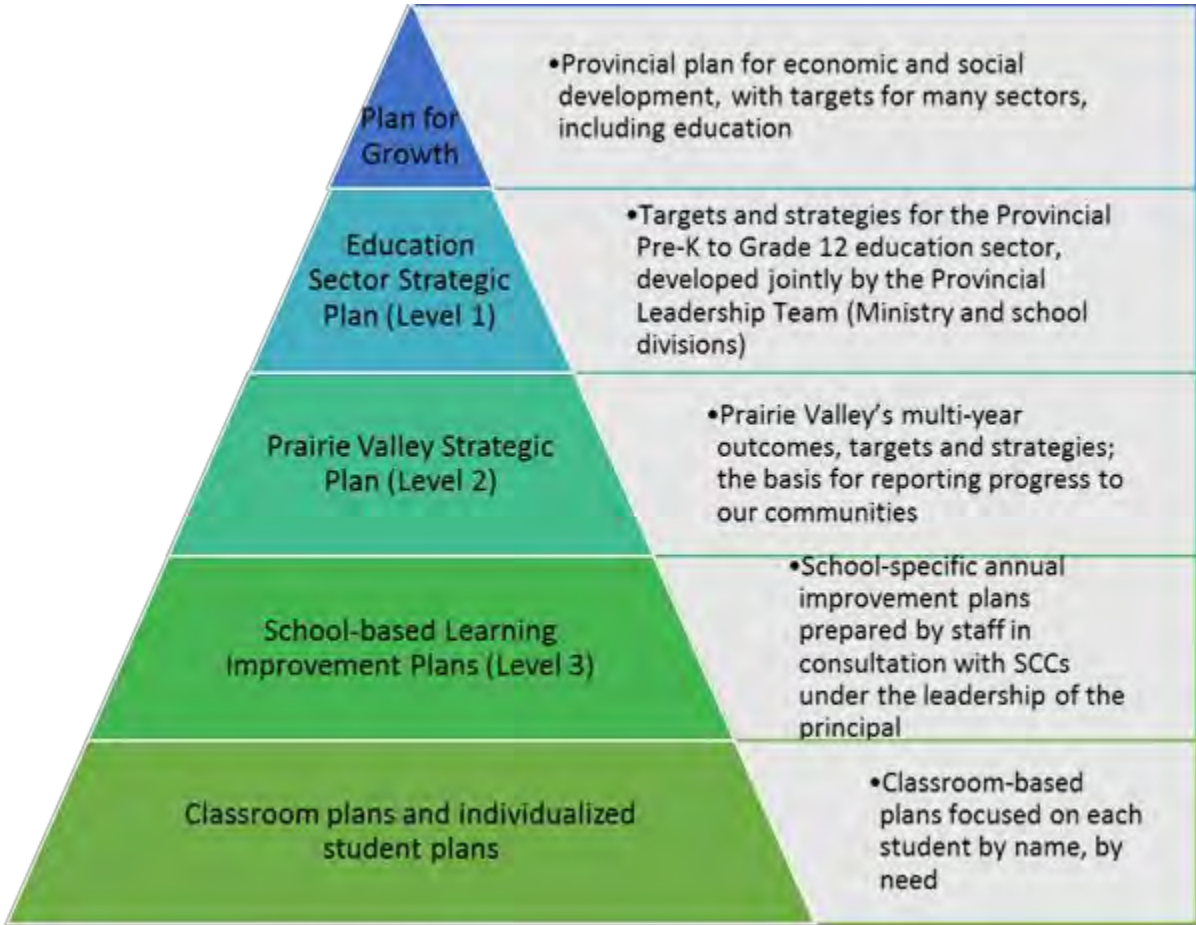 Plan for
Growth
•Provincial plan for economic and social
development, with targets for many sectors,
including education
Education
Sector Strategic
Plan (Level 1)
•Targets and strategies for the Provincial
Pre-K to Grade 12 education sector,
developed jointly by the Provincial
Leadership Team (Ministry and school
divisions)
Prairie Valley Strategic
Plan (Level 2)
•Prairie Valley’s multi-year
outcomes, targets and strategies;
the basis for reporting progress to
our communities
School-based Learning
Improvement Plans (Level 3)
•School-specific annual
improvement plans
prepared by staff in
consultation with SCCs
under the leadership of the
principal
Classroom plans and individualized
student plans
•Classroom-based
plans focused on each
student by name, by
need